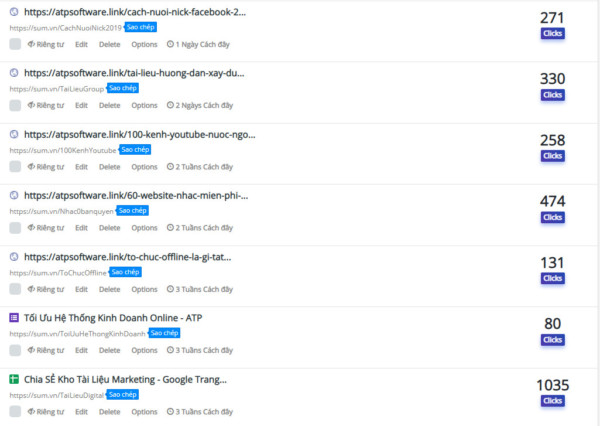 https://atpsoftware.link/cach-nuoi-nick-facebook-2...
271
https://sum.vn/CachNuoiNick2019 Sao chép
Clicks
Riêng tư Edit Delete Options 1 Ngày Cách đây
https://atpsoftware.link/tai-lieu-huong-dan-xay-du...
330
https://sum.vn/TaiLieuGroup Sao chép
Clicks
Riêng tư Edit Delete Options 2 Ngàys Cách đây
https://atpsoftware.link/100-kenh-youtube-nuoc-ngo...
258
https://sum.vn/100KenhYoutube Sao chép
Clicks
Riêng tư Edit Delete Options 2 Tuần​s Cách đây
https://atpsoftware.link/60-website-nhac-mien-phi-...
474
https://sum.vn/Nhac0banquyen Sao chép
Clicks
Riêng tư Edit Delete Options 2 Tuầns Cách đây
https://atpsoftware.link/to-chuc-offline-la-gi-tat...
131
https://sum.vn/ToChucOffline Sao chép
Clicks
Riêng tư Edit Delete Options 3 Tuầns Cách đây
Tối Ưu Hệ Thống Kinh Doanh Online - ATP
80
https://sum.vn/ToiUuHeThongKinhDoanh Sao chép
Clicks
Riêng tư Edit Delete Options 3 Tuầns Cách đây
Chia SẺ Kho Tài Liệu Marketing - Google Trang...
1035
https://sum.vn/TaiLieuDigital Sao chép
Clicks
Riêng tư Edit Delete Options 3 Tuầns Cách đây